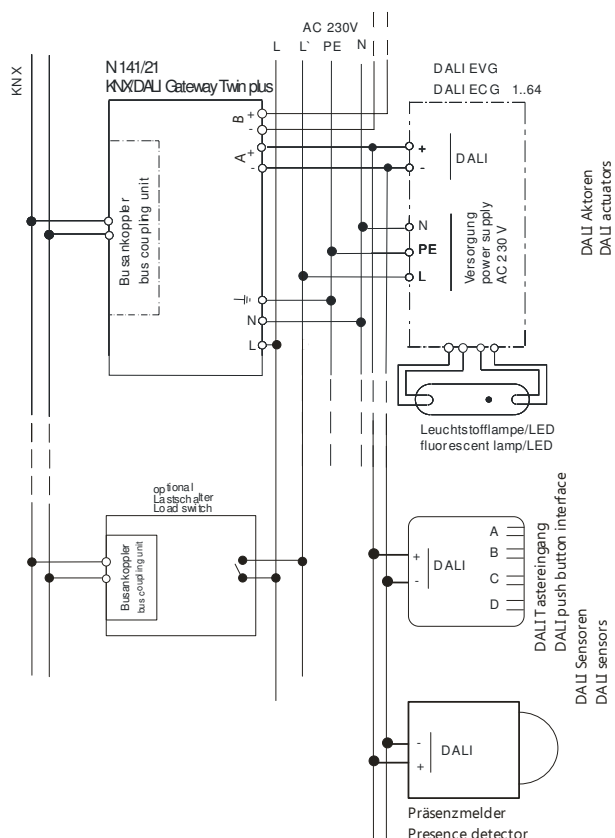 AC 230V
L L` PE N
KNX
N 141/21
KNX/DALI Gateway Twin plus
B + -
A + -
Busankoppler
bus coupling unit
N
L
DALI EVG
DALI ECG 1..64
+
-
DALI
N
PE
L
Versorgung
power supply
AC 230 V
DALI Aktoren
DALI actuators
Leuchtstofflampe/LED
fluorescent lamp/LED
optional
Lastschalter
Load switch
Busankoppler
bus coupling unit
+
-
DALI
A
B
C
D
DALI Tastereingang
DALI push button interface
DALI Sensoren
DALI sensors
-
+
DALI
Präsenzmelder
Presence detector